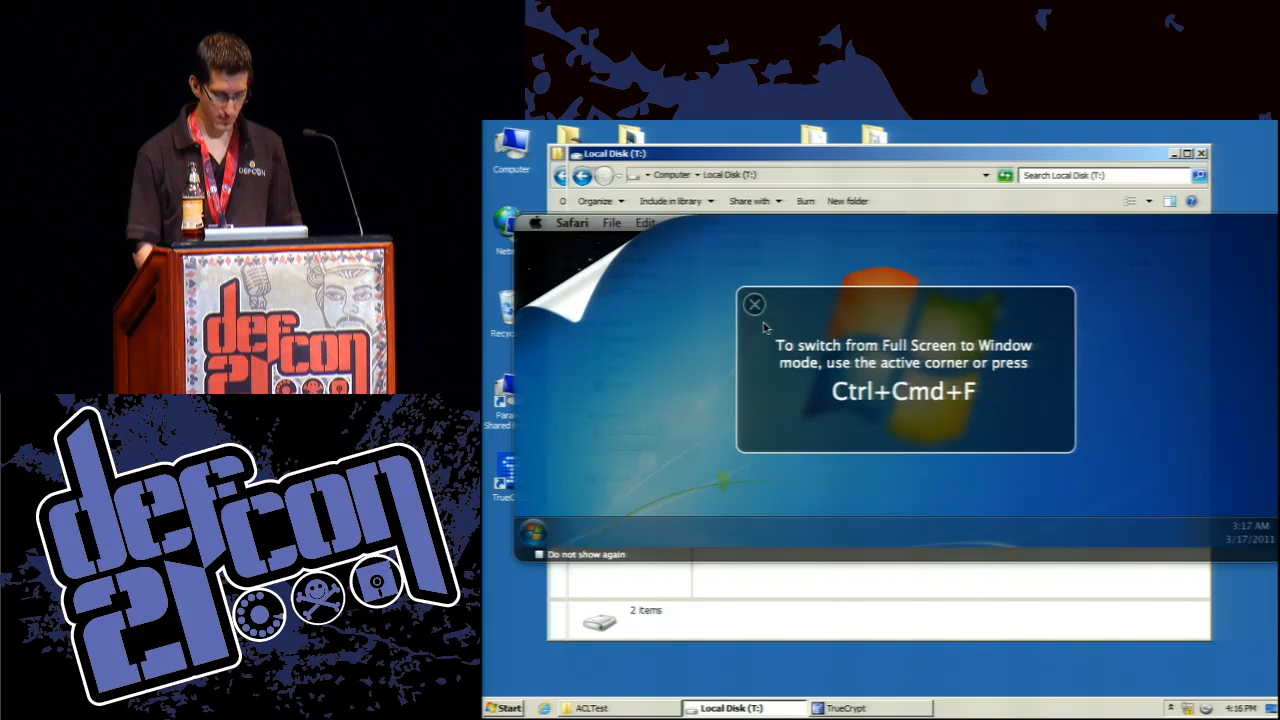 DEFCON
defcon
21
defcon
21
Computer
Local Disk (T:)
Computer
Local Disk (T:)
Search Local Disk (T:)
O
Organize
Include in library
Share with
Burn
New folder
Safari
File
Edit
To switch from Full Screen to Window
mode, use the active corner or press
Ctrl+Cmd+F
3:17 AM
3/17/2011
Do not show again
2 items
Start
ACLTest
Local Disk (T:)
TrueCrypt
4:16 PM